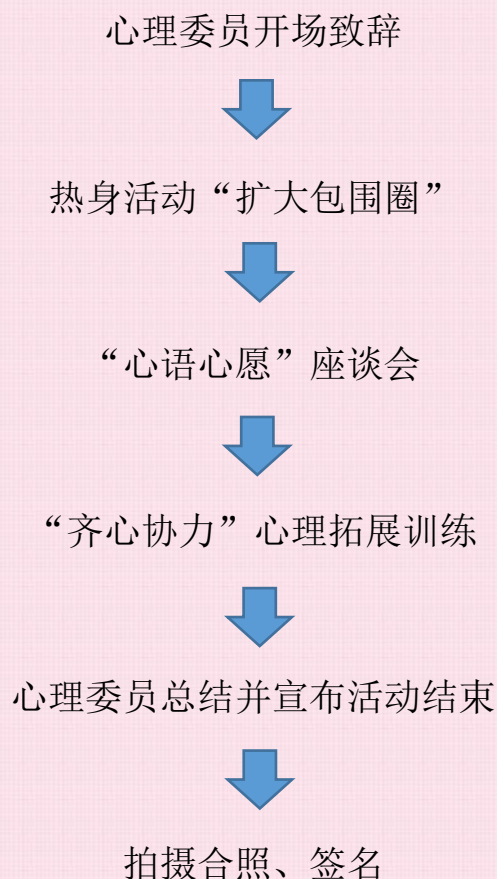 心理委员开场致辞
热身活动“扩大包围圈”
“心语心愿”座谈会
“齐心协力”心理拓展训练
心理委员总结并宣布活动结束
拍摄合照、签名